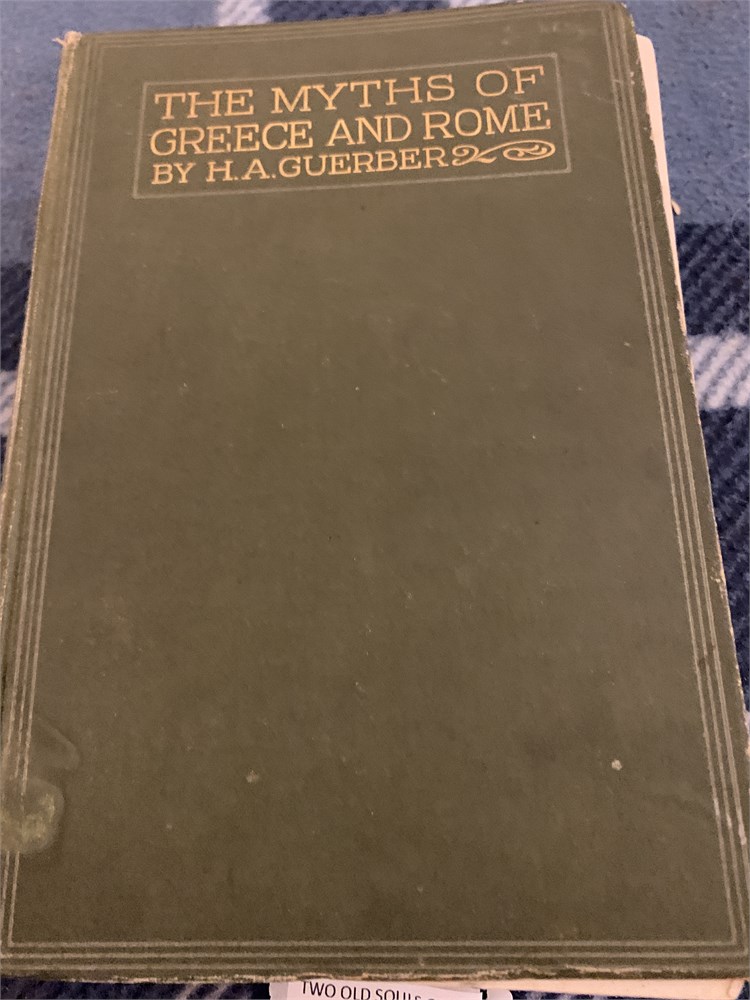 THE MYTHS OF
GREECE AND ROME
BY H.A.GUERBER
TWO OLD SOULS